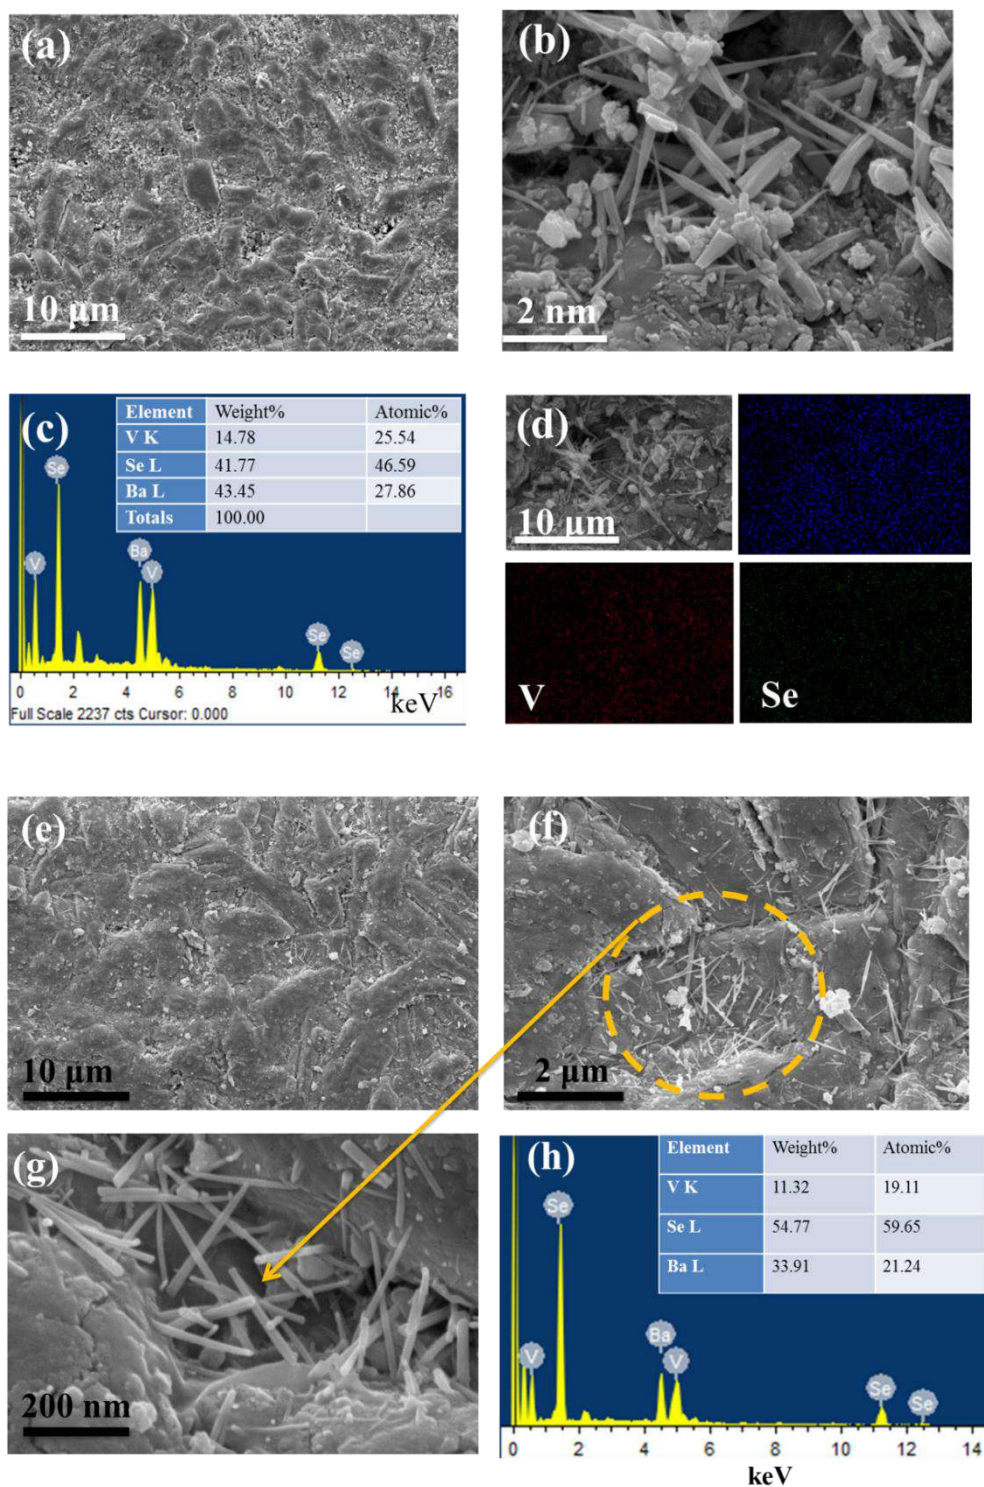 (a)
10 µm
(b)
2 nm
(c)
Element Weight% Atomic%
V K 14.78 25.54
Se L 41.77 46.59
Ba L 43.45 27.86
Totals 100.00
Se
V
Ba
V
Se
Se
0 2 4 6 8 10 12 14 16
Full Scale 2237 cts Cursor: 0.000
keV
(d)
10 µm
V
Se
(e)
10 µm
(f)
2 µm
(g)
200 nm
(h)
Element Weight% Atomic%
V K 11.32 19.11
Se L 54.77 59.65
Ba L 33.91 21.24
Se
V
Ba
V
Se
Se
0 2 4 6 8 10 12 14
keV